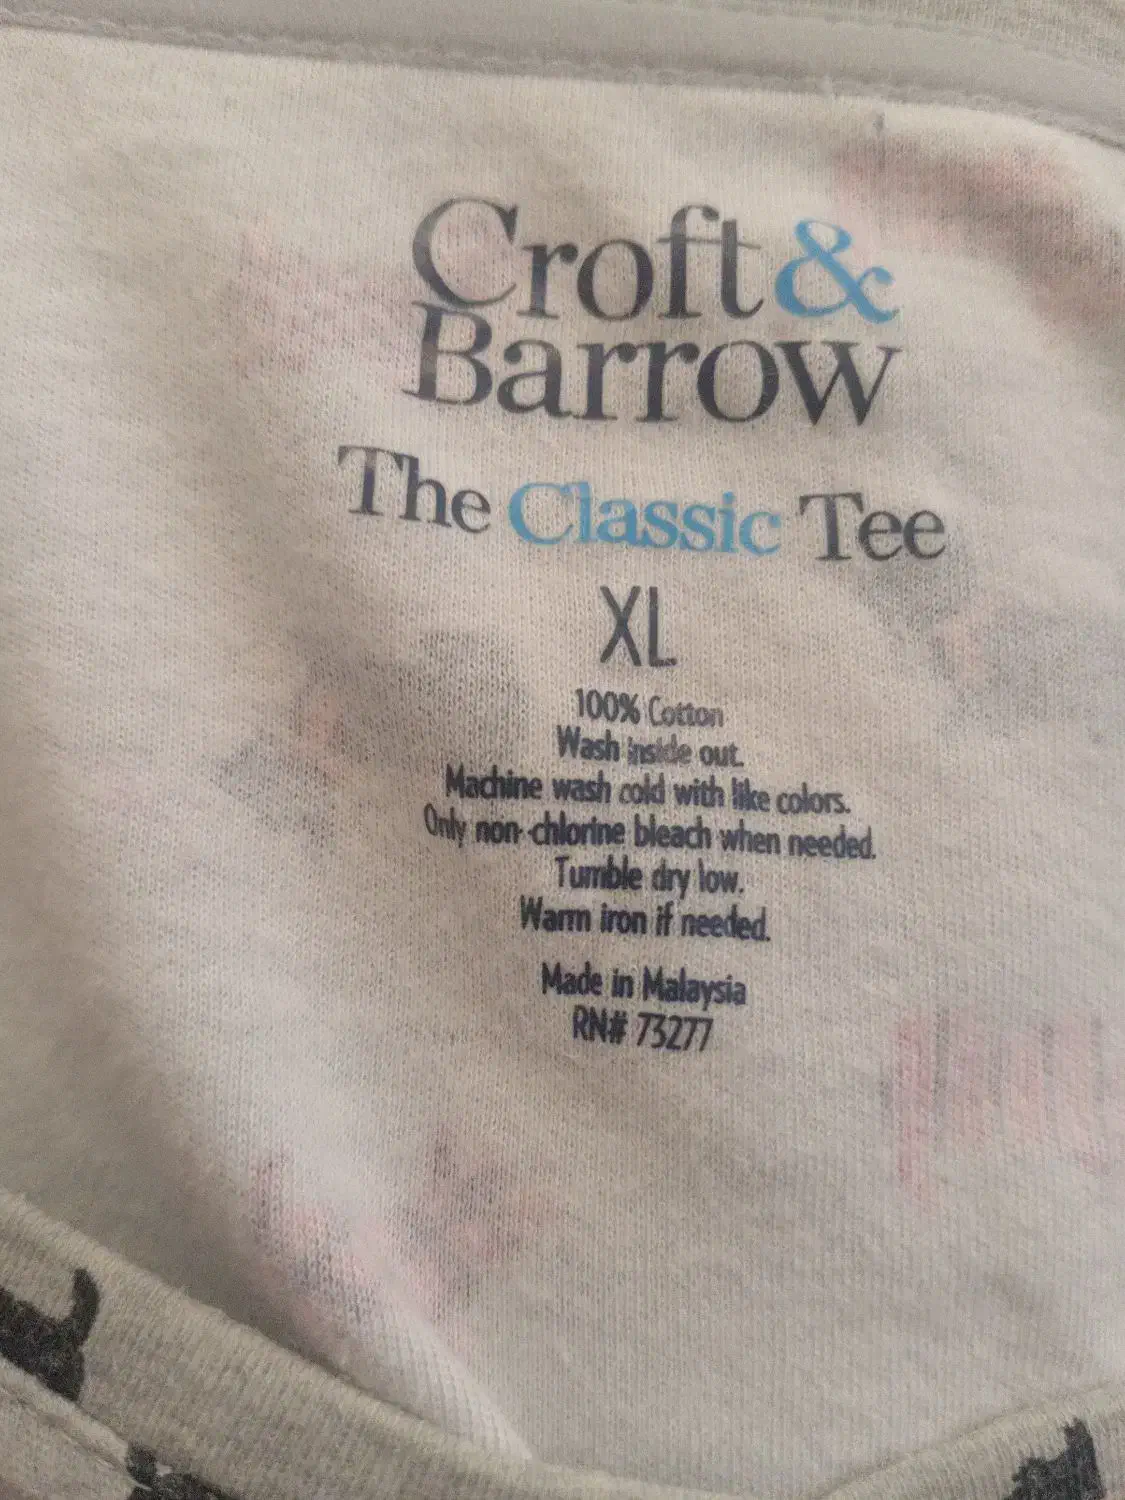 Croft &
Barrow
The Classic Tee
XL
100% Cotton
Wash inside out.
Machine wash cold with like colors.
Only non-chlorine bleach when needed.
Tumble dry low.
Warm iron if needed.
Made in Malaysia
RN# 73277